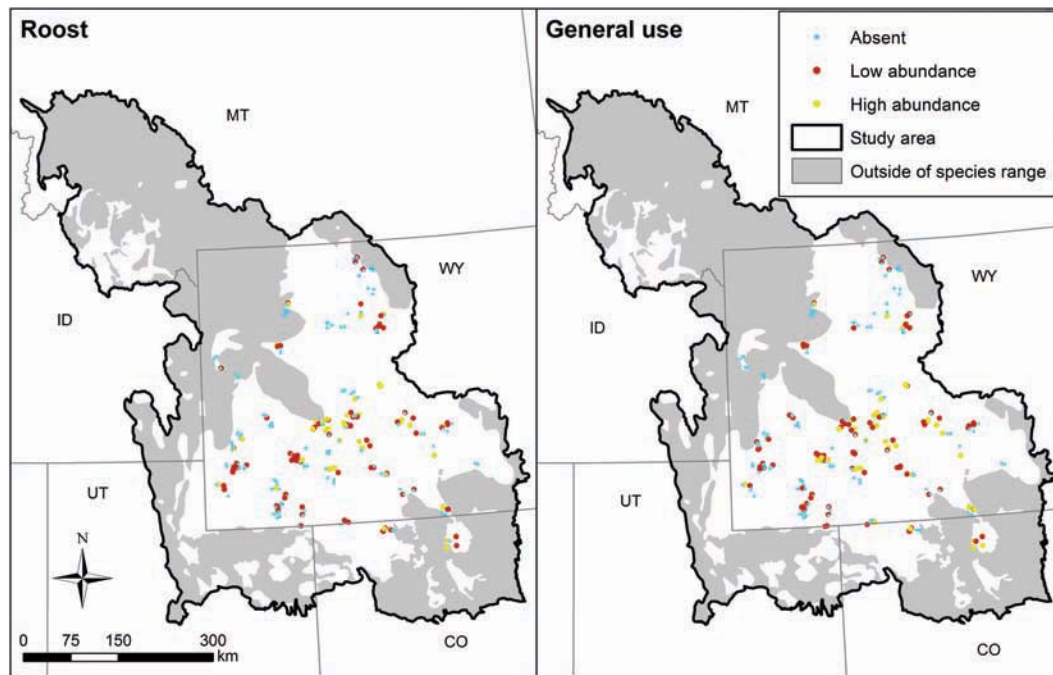 Roost
MT
WY
ID
UT
CO
N
0 75 150 300
km
General use
Absent
Low abundance
High abundance
Study area
Outside of species range
MT
WY
ID
UT
CO